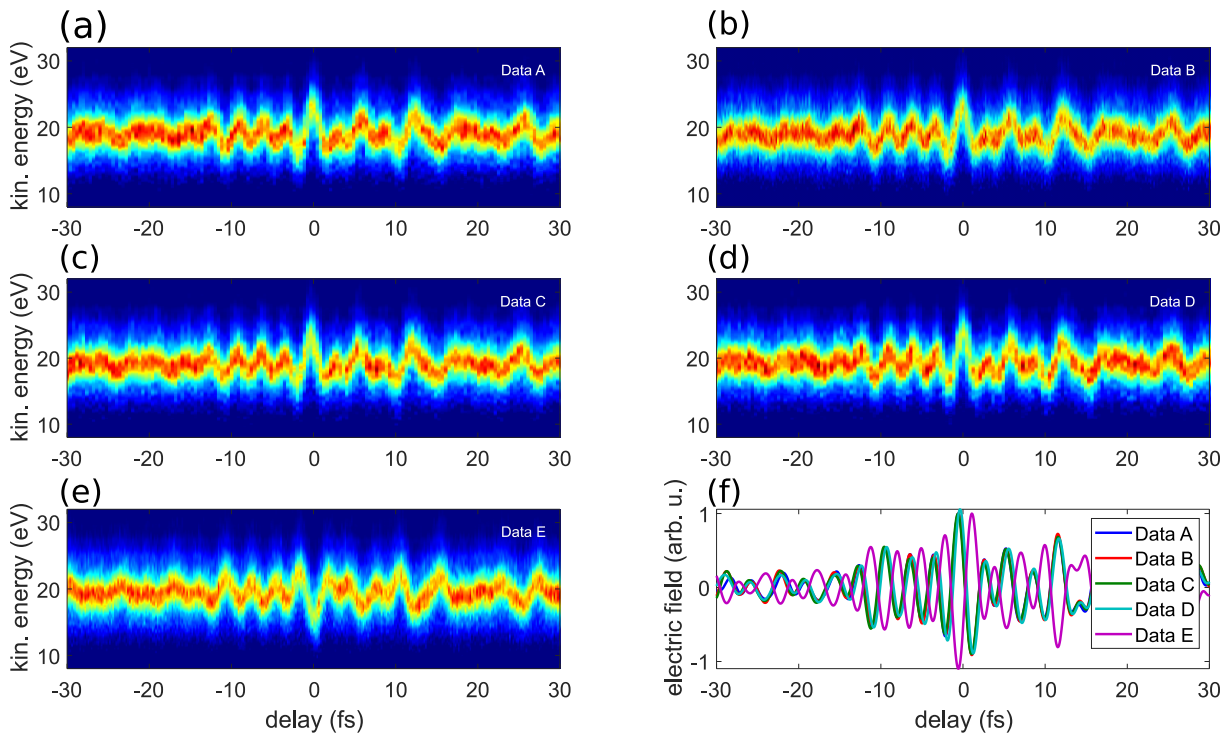 (a)
kin. energy (eV)
30
20
10
Data A
-30 -20 -10 0 10 20 30
(b)
30
20
10
Data B
-30 -20 -10 0 10 20 30
(c)
kin. energy (eV)
30
20
10
Data C
-30 -20 -10 0 10 20 30
(d)
30
20
10
Data D
-30 -20 -10 0 10 20 30
(e)
kin. energy (eV)
30
20
10
Data E
-30 -20 -10 0 10 20 30
delay (fs)
(f)
electric field (arb. u.)
1
0
-1
Data A
Data B
Data C
Data D
Data E
-30 -20 -10 0 10 20 30
delay (fs)